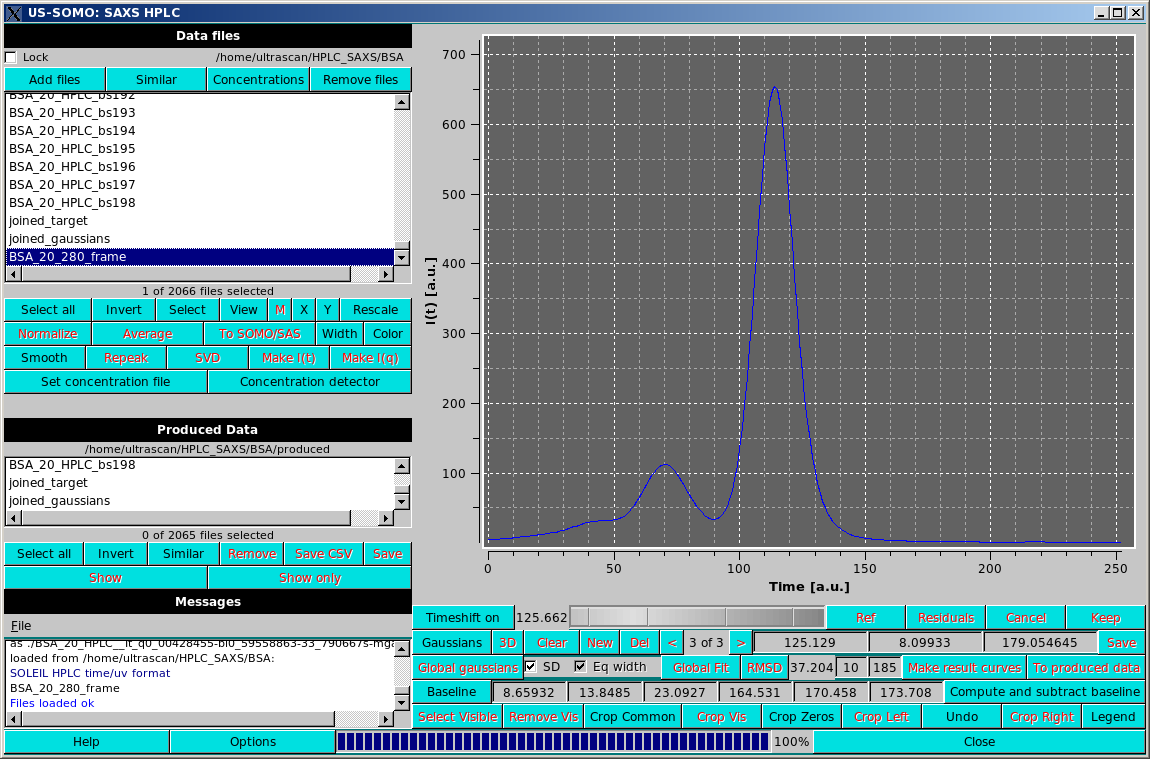 US-SOMO: SAXS HPLC
Data files
Lock /home/ultrascan/HPLC_SAXS/BSA
Add files Similar Concentrations Remove files
BSA_20_HPLC_bs192
BSA_20_HPLC_bs193
BSA_20_HPLC_bs194
BSA_20_HPLC_bs195
BSA_20_HPLC_bs196
BSA_20_HPLC_bs197
BSA_20_HPLC_bs198
joined_target
joined_gaussians
BSA_20_280_frame
1 of 2066 files selected
Select all Invert Select View M X Y Rescale
Normalize Average To SOMO/SAS Width Color
Smooth Repeak SVD Make I(t) Make I(q)
Set concentration file Concentration detector
Produced Data
/home/ultrascan/HPLC_SAXS/BSA/produced
BSA_20_HPLC_bs198
joined_target
joined_gaussians
0 of 2065 files selected
Select all Invert Similar Remove Save CSV Save
Show Show only
Messages
File
loaded from /home/ultrascan/HPLC_SAXS/BSA:
SOLEIL HPLC time/uv format
BSA_20_280_frame
Files loaded ok
I(t) [a.u.]
700
600
500
400
300
200
100
0 50 100 150 200 250
Time [a.u.]
Timeshift on 125.662 Ref Residuals Cancel Keep
Gaussians 3D Clear New Del < 3 of 3 > 125.129 8.09933 179.054645 Save
Global gaussians SD Eq width Global Fit RMSD 37.204 10 185 Make result curves To produced data
Baseline 8.65932 13.8485 23.0927 164.531 170.458 173.708 Compute and subtract baseline
Select Visible Remove Vis Crop Common Crop Vis Crop Zeros Crop Left Undo Crop Right Legend
Help Options 100% Close